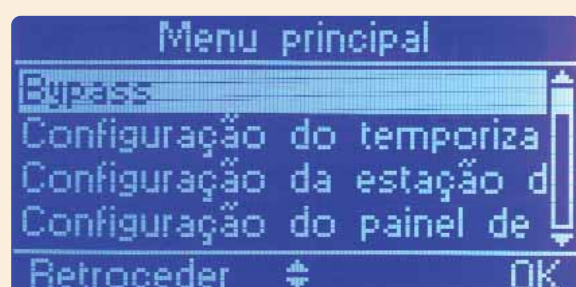 Menu principal
Bypass
Configuração do temporiza
Configuração da estação d
Configuração do painel de
Retroceder OK